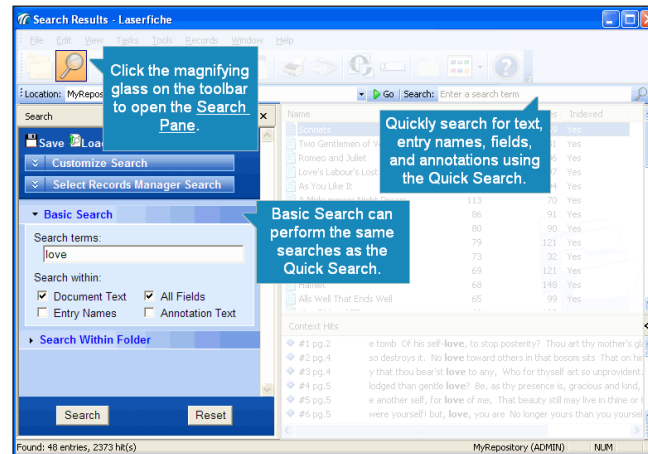 Search Results - Laserfiche
File Edit View Tasks Tools Records Window Help
Click the magnifying
glass on the toolbar
to open the Search
Pane.
Location: MyRepos
Go Search: Enter a search term
Search
Save Loa
Customize Search
Select Records Manager Search
Basic Search
Search terms:
love
Search within:
Document Text All Fields
Entry Names Annotation Text
Search Within Folder
Search Reset
Quickly search for text,
entry names, fields,
and annotations using
the Quick Search.
Basic Search can
perform the same
searches as the
Quick Search.
Name es Indexed
Sonnets Yes
Two Gentlemen of Yes
Romeo and Juliet Yes
Love's Labour's Lost Yes
As You Like It Yes
113 70 Yes
86 91 Yes
80 90 Yes
79 121 Yes
73 32 Yes
69 121 Yes
Hamlet 68 148 Yes
Alls Well That Ends Well 65 99 Yes
Context Hits
#1 pg.2 e tomb Of his self-love, to stop posterity? Thou art thy mother's gl
#2 pg.4 so destroys it. No love toward others in that bosom sits That on hi
#3 pg.4 y that thou bear'st love to any, Who for thyself art so unprovident.
#4 pg.5 lodged than gentle love? Be, as thy presence is, gracious and kind,
#5 pg.5 e another self, for love of me, That beauty still may live in thine or t
#6 pg.5 were yourself! but, love, you are No longer yours than you yoursel
Found: 48 entries, 2373 hit(s) MyRepository (ADMIN) NUM